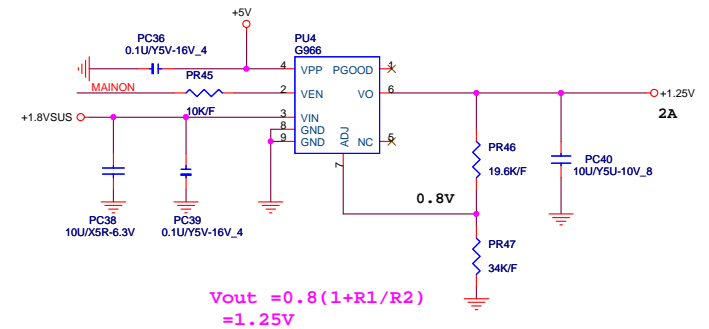 +5V
PC36
0.1U/Y5V-16V_4
PU4
G966
4
VPP
PGOOD
1
MAINON
PR45
10K/F
2
VEN
VO
6
+1.25V
2A
+1.8VSUS
3
VIN
8
GND
9
GND
ADJ
NC
5
7
PR46
19.6K/F
PC40
10U/Y5U-10V_8
0.8V
PC38
10U/X5R-6.3V
PC39
0.1U/Y5V-16V_4
PR47
34K/F
Vout =0.8(1+R1/R2)
=1.25V